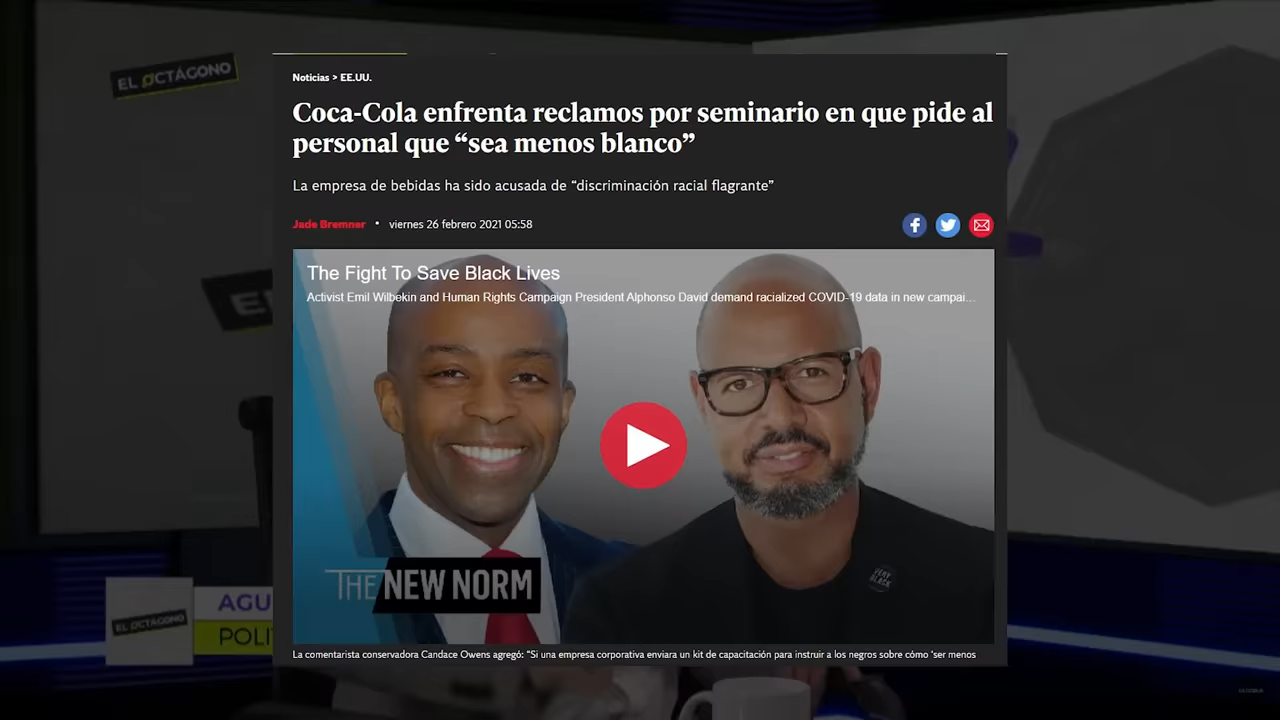 EL OCTÁGONO
Noticias > EE.UU.
Coca-Cola enfrenta reclamos por seminario en que pide al
personal que “sea menos blanco”
La empresa de bebidas ha sido acusada de “discriminación racial flagrante”
Jade Bremner • viernes 26 febrero 2021 05:58
The Fight To Save Black Lives
Activist Emil Wilbekin and Human Rights Campaign President Alphonso David demand racialized COVID-19 data in new campai...
VERY
BLACK
THE NEW NORM
EL OCTÁGONO
AGU
POLI
La comentarista conservadora Candace Owens agregó: “Si una empresa corporativa enviara un kit de capacitación para instruir a los negros sobre cómo ‘ser menos